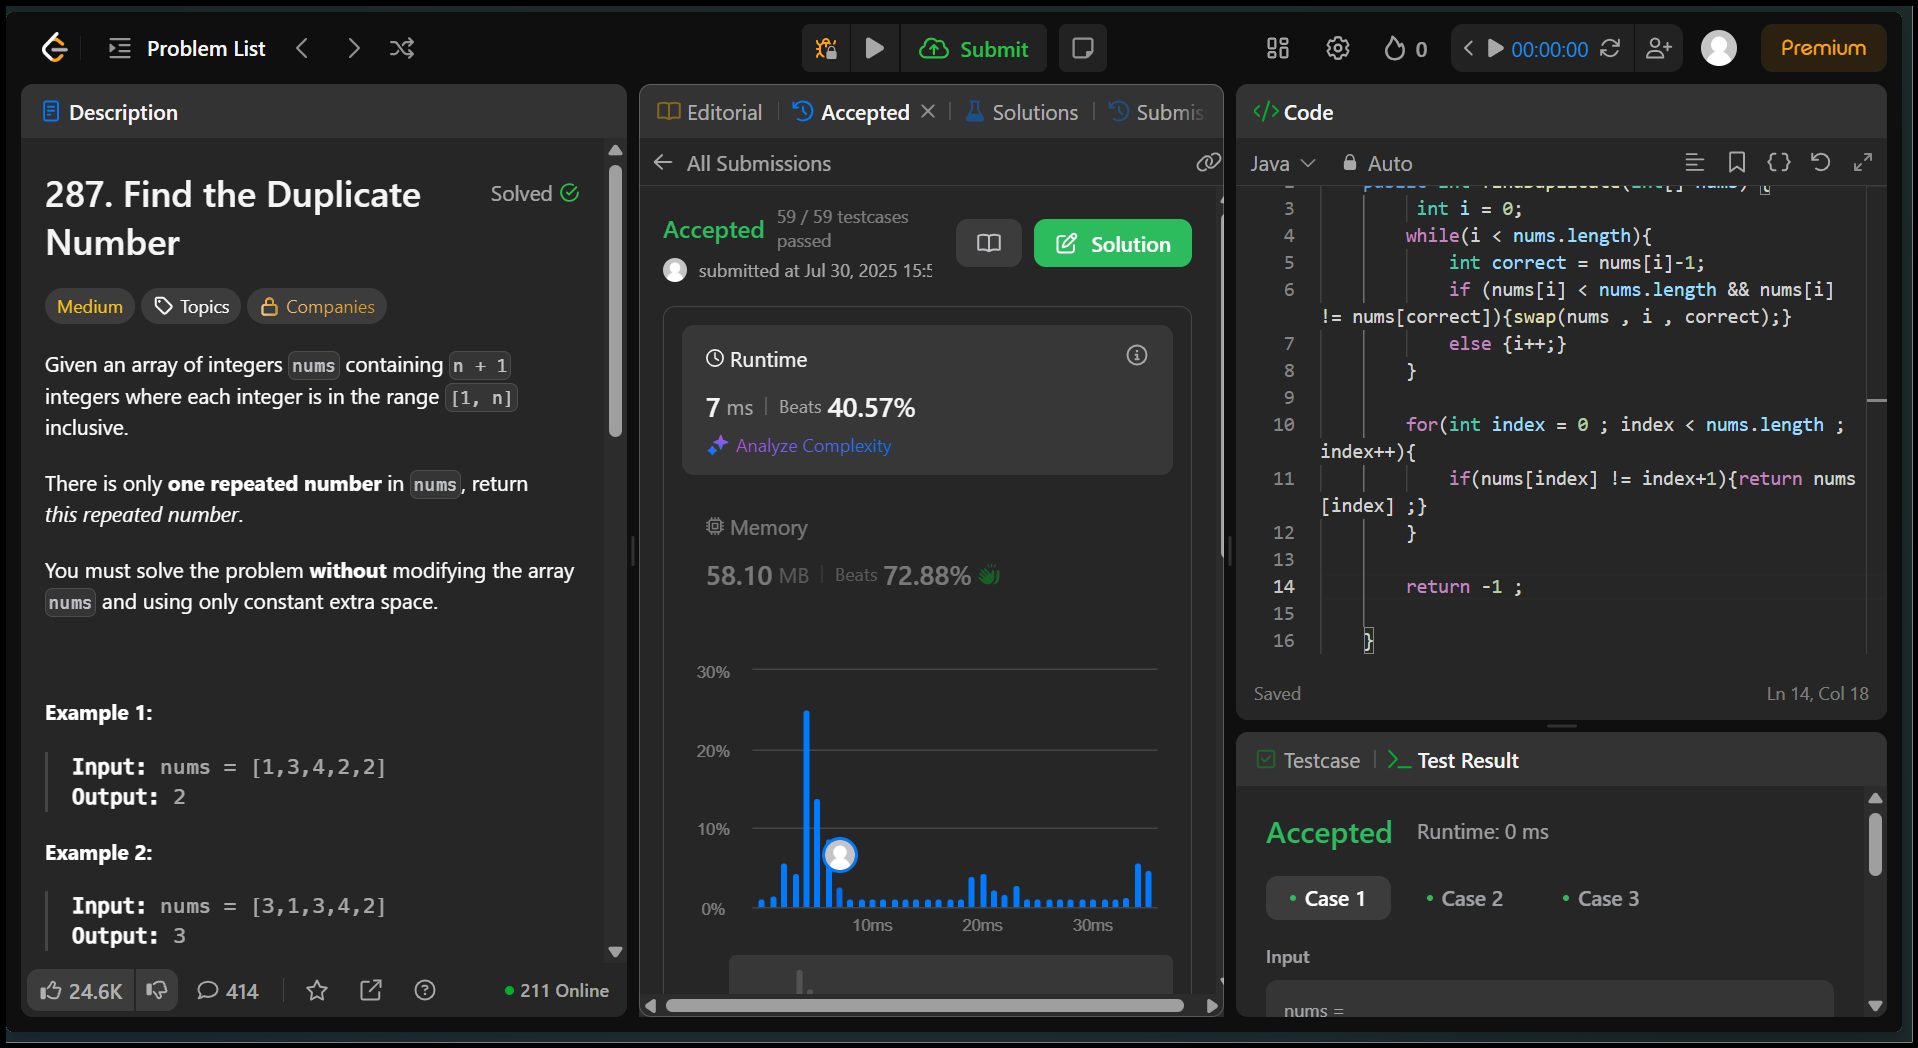 Problem List
Submit
0
00:00:00
Premium
Description
287. Find the Duplicate
Number
Solved
Medium
Topics
Companies
Given an array of integers nums containing n + 1
integers where each integer is in the range [1, n]
inclusive.
There is only one repeated number in nums, return
this repeated number.
You must solve the problem without modifying the array
nums and using only constant extra space.
Example 1:
Input: nums = [1,3,4,2,2]
Output: 2
Example 2:
Input: nums = [3,1,3,4,2]
Output: 3
24.6K
414
211 Online
Editorial
Accepted
Solutions
Submis
All Submissions
Accepted
59 / 59 testcases
passed
submitted at Jul 30, 2025 15:5
Solution
Runtime
7 ms
Beats 40.57%
Analyze Complexity
Memory
58.10 MB
Beats 72.88%
30%
20%
10%
0%
10ms
20ms
30ms
</> Code
Java
Auto
2 public int findDuplicate(int[] nums) {
3 int i = 0;
4 while(i < nums.length){
5 int correct = nums[i]-1;
6 if (nums[i] < nums.length && nums[i]
!= nums[correct]){swap(nums , i , correct);}
7 else {i++;}
8 }
9
10 for(int index = 0 ; index < nums.length ;
index++){
11 if(nums[index] != index+1){return nums
[index] ;}
12 }
13
14 return -1 ;
15
16 }
Saved
Ln 14, Col 18
Testcase
Test Result
Accepted
Runtime: 0 ms
Case 1
Case 2
Case 3
Input
nums =